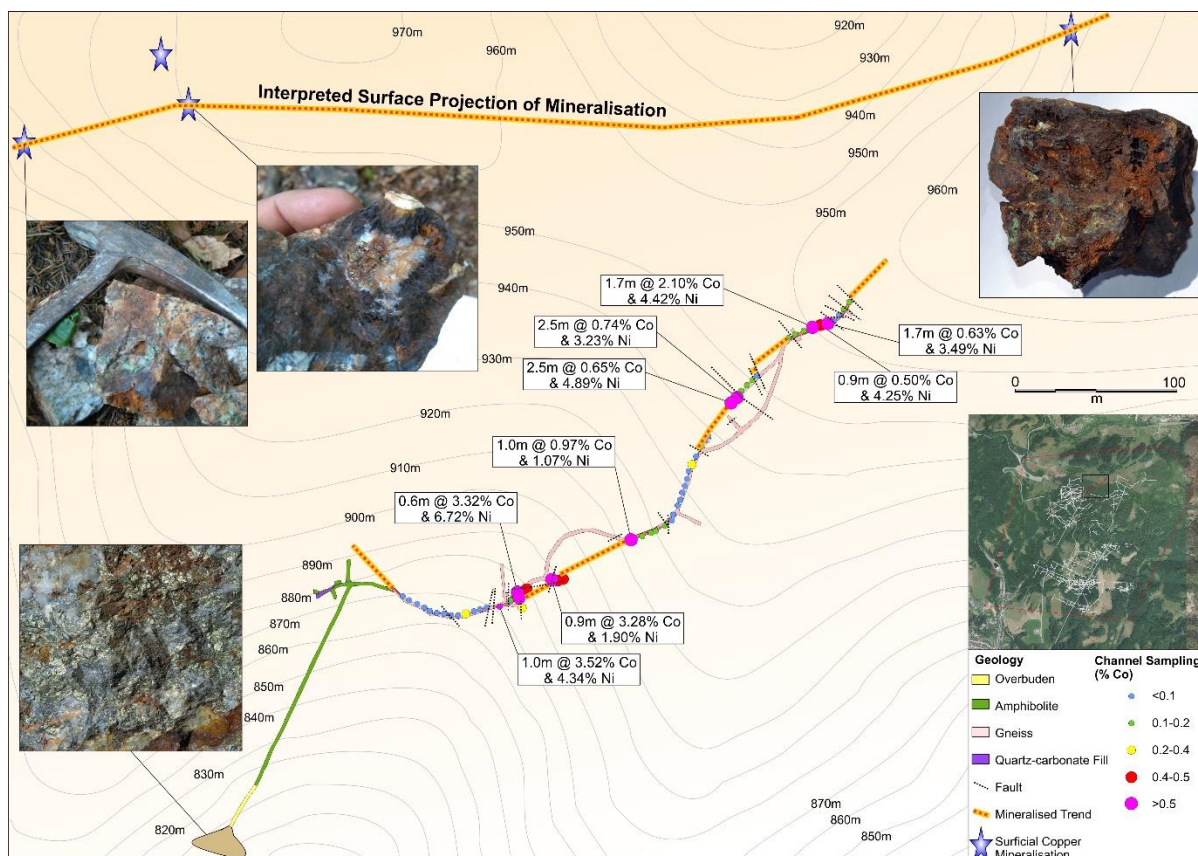 970m
960m
920m
930m
Interpreted Surface Projection of Mineralisation
940m
950m
960m
950m
950m
940m
930m
920m
910m
900m
890m
880m
870m
860m
850m
840m
830m
820m
1.7m @ 2.10% Co
& 4.42% Ni
2.5m @ 0.74% Co
& 3.23% Ni
2.5m @ 0.65% Co
& 4.89% Ni
1.7m @ 0.63% Co
& 3.49% Ni
0.9m @ 0.50% Co
& 4.25% Ni
1.0m @ 0.97% Co
& 1.07% Ni
0.6m @ 3.32% Co
& 6.72% Ni
0.9m @ 3.28% Co
& 1.90% Ni
1.0m @ 3.52% Co
& 4.34% Ni
0 100
m
870m
860m
850m
Geology
Overbuden
Amphibolite
Gneiss
Quartz-carbonate Fill
Fault
Mineralised Trend
Surficial Copper
Mineralisation
Channel Sampling
(% Co)
<0.1
0.1-0.2
0.2-0.4
0.4-0.5
>0.5